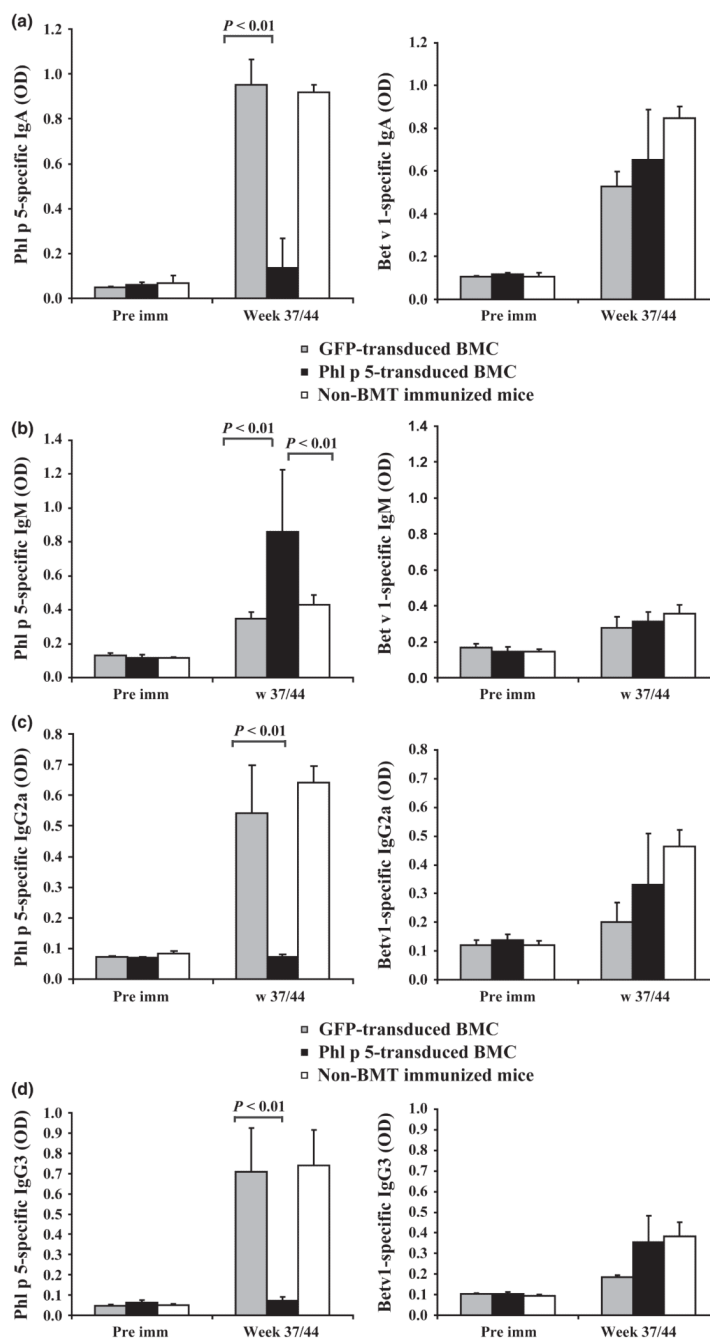 (a)
P < 0.01
Phl p 5-specific IgA (OD)
1.2
1.0
0.8
0.6
0.4
0.2
0.0
Pre imm
Week 37/44
Bet v 1-specific IgA (OD)
1.2
1.0
0.8
0.6
0.4
0.2
0.0
Pre imm
Week 37/44
GFP-transduced BMC
Phl p 5-transduced BMC
Non-BMT immunized mice
(b)
P < 0.01
P < 0.01
Phl p 5-specific IgM (OD)
1.4
1.2
1.0
0.8
0.6
0.4
0.2
0.0
Pre imm
w 37/44
Bet v 1-specific IgM (OD)
1.4
1.2
1.0
0.8
0.6
0.4
0.2
0.0
Pre imm
w 37/44
(c)
P < 0.01
Phl p 5-specific IgG2a (OD)
0.7
0.6
0.5
0.4
0.3
0.2
0.1
0.0
Pre imm
w 37/44
Betv1-specific IgG2a (OD)
0.8
0.7
0.6
0.5
0.4
0.3
0.2
0.1
0.0
Pre imm
w 37/44
GFP-transduced BMC
Phl p 5-transduced BMC
Non-BMT immunized mice
(d)
P < 0.01
Phl p 5-specific IgG3 (OD)
1.0
0.9
0.8
0.7
0.6
0.5
0.4
0.3
0.2
0.1
0.0
Pre imm
Week 37/44
Betv1-specific IgG3 (OD)
1
0.9
0.8
0.7
0.6
0.5
0.4
0.3
0.2
0.1
0.0
Pre imm
Week 37/44